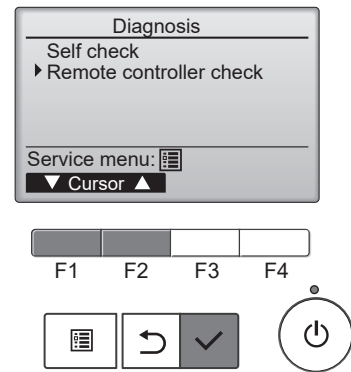 Diagnosis
Self check
Remote controller check
Service menu:
▼ Cursor ▲
F1 F2 F3 F4